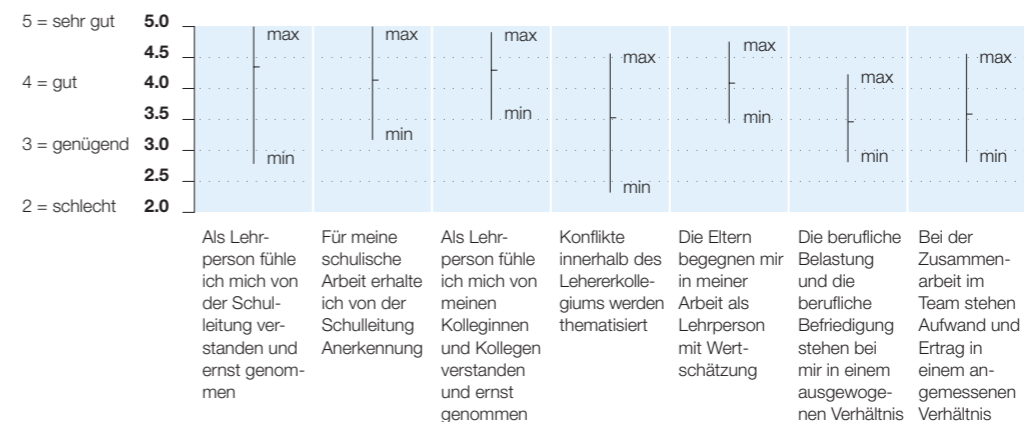 5 = sehr gut 5.0
4.5
4 = gut 4.0
3.5
3 = genügend 3.0
2.5
2 = schlecht 2.0
max
min
max
min
max
min
max
min
max
min
max
min
max
min
Als Lehr-
person fühle
ich mich von
der Schul-
leitung ver-
standen und
ernst genom-
men
Für meine
schulische
Arbeit erhalte
ich von der
Schulleitung
Anerkennung
Als Lehr-
person fühle
ich mich von
meinen
Kolleginnen
und Kollegen
verstanden
und ernst
genommen
Konflikte
innerhalb des
Lehererkolle-
giums werden
thematisiert
Die Eltern
begegnen mir
in meiner
Arbeit als
Lehrperson
mit Wert-
schätzung
Die berufliche
Belastung
und die
berufliche
Befriedigung
stehen bei
mir in einem
ausgewoge-
nen Verhältnis
Bei der
Zusammen-
arbeit im
Team stehen
Aufwand und
Ertrag in
einem an-
gemessenen
Verhältnis